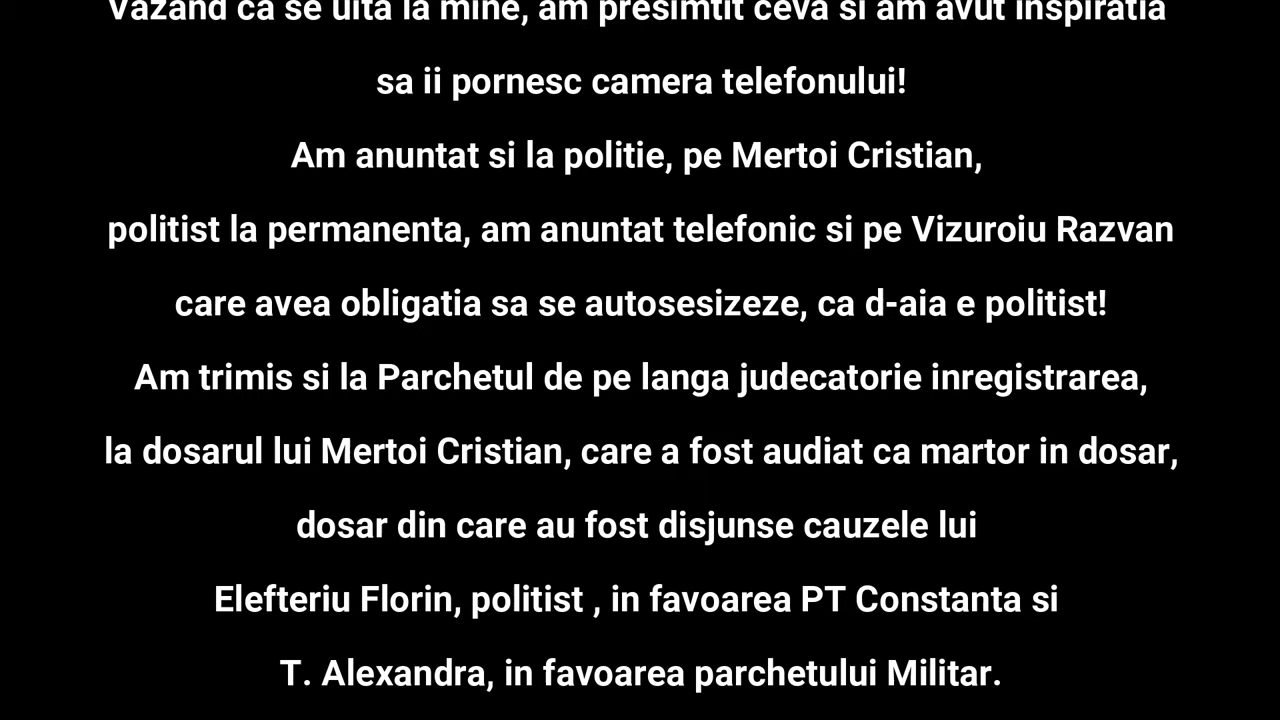 Vazand ca se uita la mine, am presimtit ceva si am avut inspiratia
sa ii pornesc camera telefonului!
Am anuntat si la politie, pe Mertoi Cristian,
politist la permanenta, am anuntat telefonic si pe Vizuroiu Razvan
care avea obligatia sa se autosesizeze, ca d-aia e politist!
Am trimis si la Parchetul de pe langa judecatorie inregistrarea,
la dosarul lui Mertoi Cristian, care a fost audiat ca martor in dosar,
dosar din care au fost disjunse cauzele lui
Elefteriu Florin, politist , in favoarea PT Constanta si
T. Alexandra, in favoarea parchetului Militar.